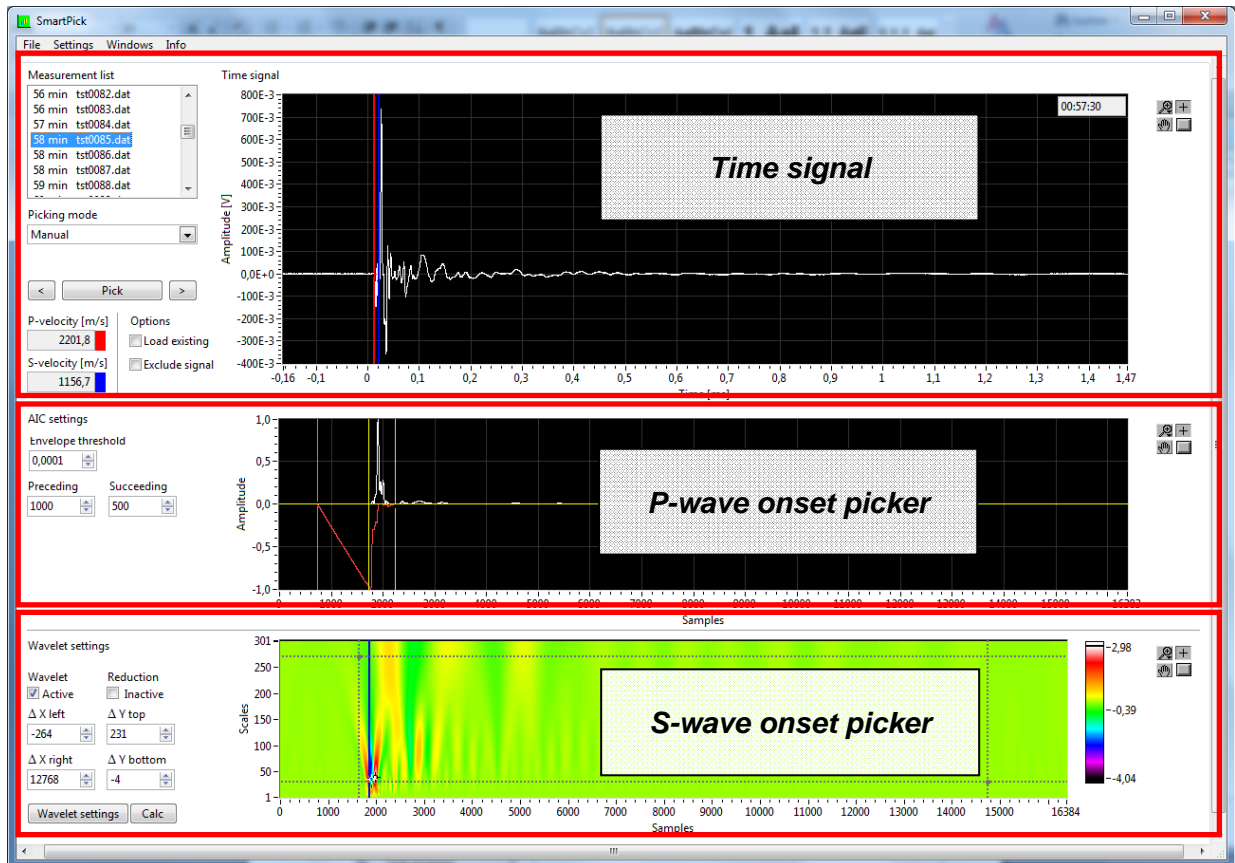 SmartPick
File Settings Windows Info
Measurement list
56 min tst0082.dat
56 min tst0083.dat
57 min tst0084.dat
58 min tst0085.dat
58 min tst0086.dat
58 min tst0087.dat
59 min tst0088.dat
Picking mode
Manual
< Pick >
P-velocity [m/s] Options
2201,8 Load existing
S-velocity [m/s] Exclude signal
1156,7
Time signal
800E-3
700E-3
600E-3
500E-3
400E-3
300E-3
200E-3
100E-3
0,0E+0
-100E-3
-200E-3
-300E-3
-400E-3
Amplitude [V]
00:57:30
Time signal
-0,16 -0,1 0 0,1 0,2 0,3 0,4 0,5 0,6 0,7 0,8 0,9 1 1,1 1,2 1,3 1,4 1,47
Time [ms]
AIC settings
Envelope threshold
0,0001
Preceding Succeeding
1000 500
1,0
0,5
0,0
-0,5
-1,0
Amplitude
P-wave onset picker
0 1000 2000 3000 4000 5000 6000 7000 8000 9000 10000 11000 12000 13000 14000 15000 16383
Samples
Wavelet settings
Wavelet Reduction
Active Inactive
Δ X left Δ Y top
-264 231
Δ X right Δ Y bottom
12768 -4
Wavelet settings Calc
301
250
200
150
100
50
1
Scales
S-wave onset picker
2,98
-0,39
-4,04
0 1000 2000 3000 4000 5000 6000 7000 8000 9000 10000 11000 12000 13000 14000 15000 16384
Samples